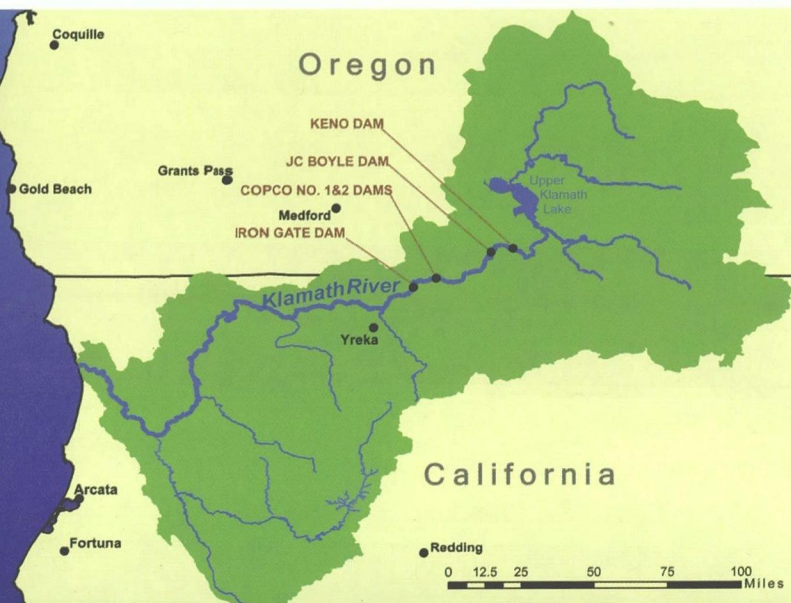 Coquille
Oregon
KENO DAM
JC BOYLE DAM
Grants Pass
Upper
Klamath
Lake
Gold Beach
COPCO NO. 1&2 DAMS
Medford
IRON GATE DAM
Klamath River
Yreka
California
Arcata
Fortuna
Redding
0 12.5 25 50 75 100
Miles